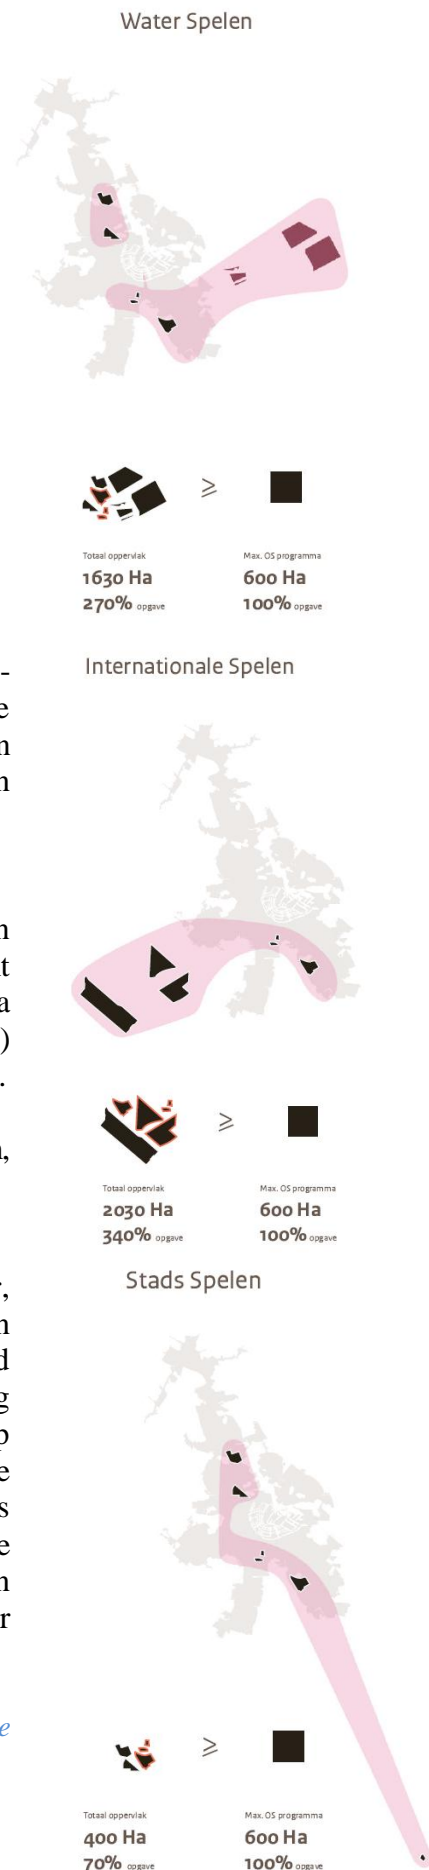 Water Spelen
≥
Totaal oppervlak Max. OS programma
1630 Ha 600 Ha
270% opgave 100% opgave
Internationale Spelen
≥
Totaal oppervlak Max. OS programma
2030 Ha 600 Ha
340% opgave 100% opgave
Stads Spelen
≥
Totaal oppervlak Max. OS programma
400 Ha 600 Ha
70% opgave 100% opgave